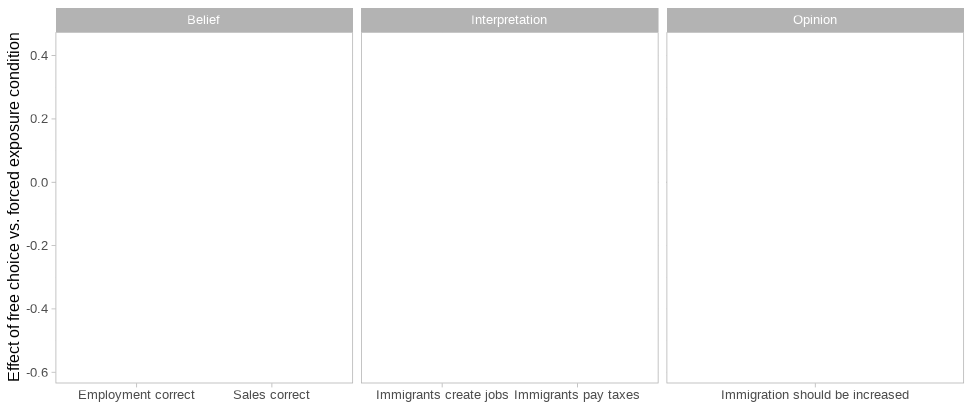 Belief
Interpretation
Opinion
Effect of free choice vs. forced exposure condition
0.4
0.2
0.0
-0.2
-0.4
-0.6
Employment correct
Sales correct
Immigrants create jobs
Immigrants pay taxes
Immigration should be increased